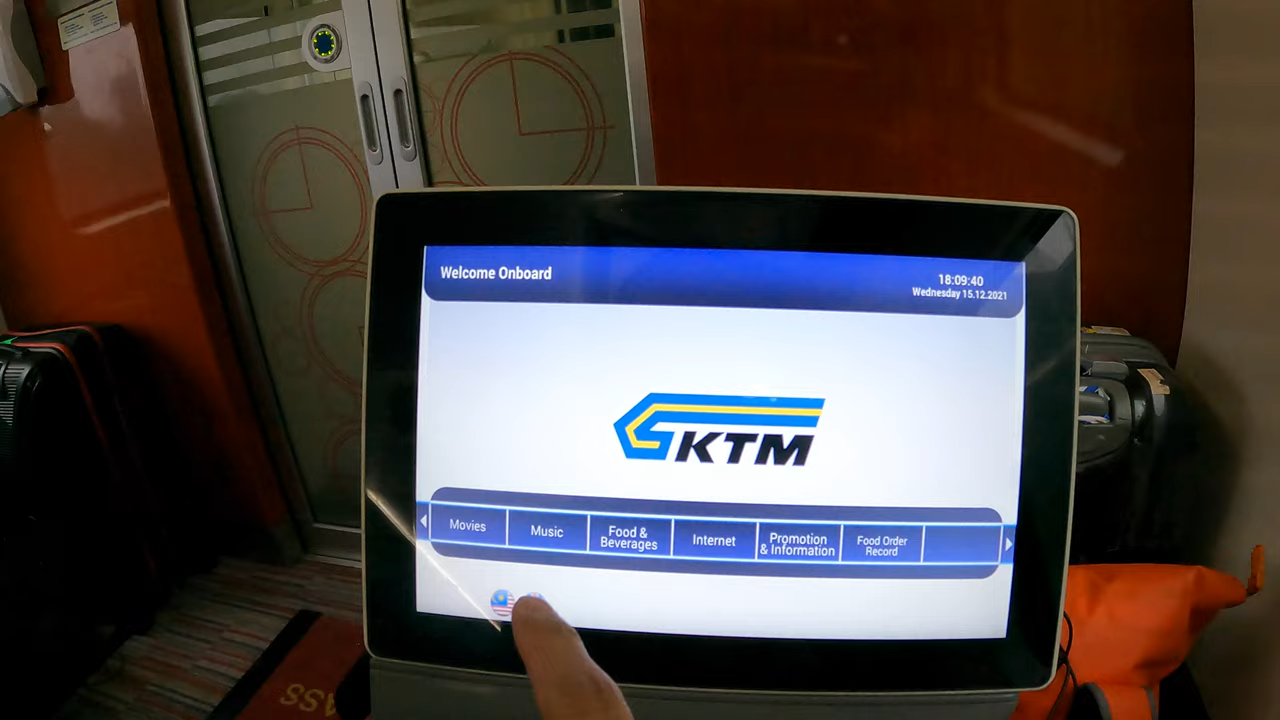 Welcome Onboard
18:09:40
Wednesday 15.12.2021
KTM
Movies
Music
Food &
Beverages
Internet
Promotion
& Information
Food Order
Record
ASS